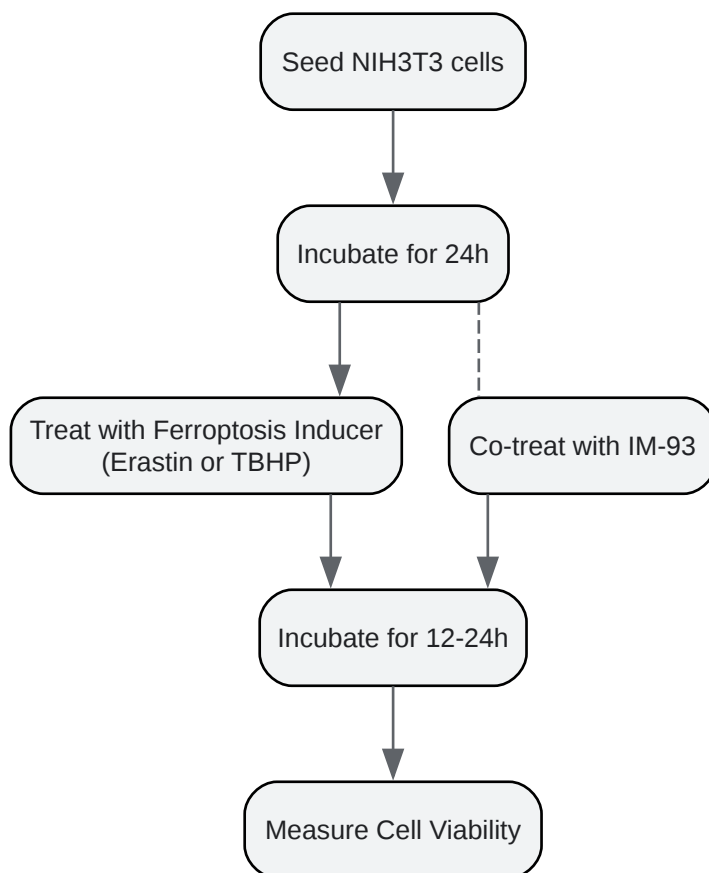 Seed NIH3T3 cells
Incubate for 24h
Treat with Ferroptosis Inducer
(Erastin or TBHP)
Co-treat with IM-93
Incubate for 12-24h
Measure Cell Viability